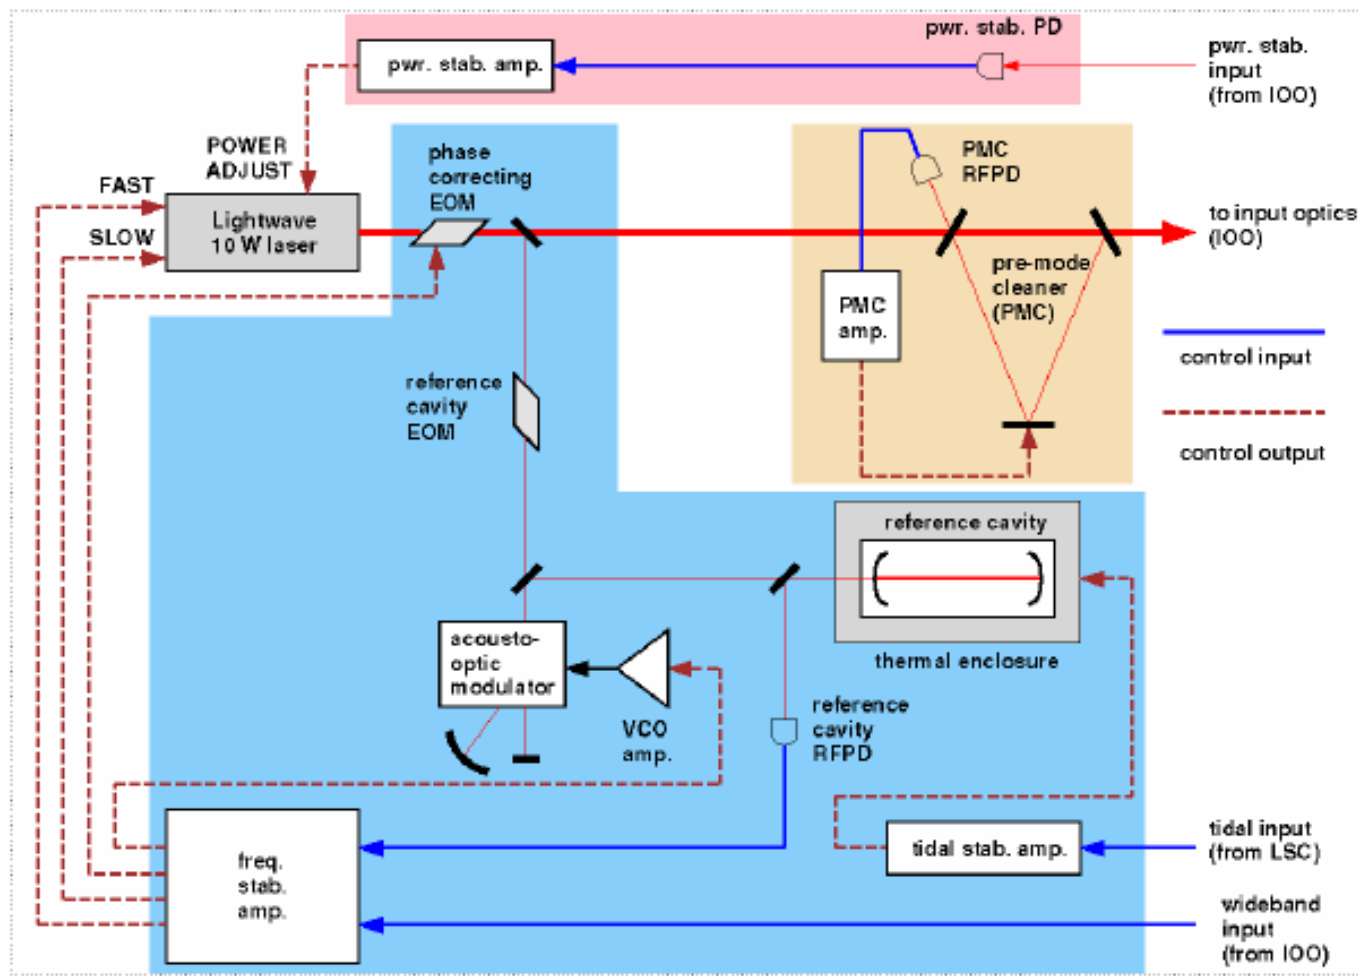 pwr. stab. PD
pwr. stab. amp.
pwr. stab.
input
(from IOO)
POWER
ADJUST
FAST
SLOW
Lightwave
10 W laser
phase
correcting
EOM
PMC
RFPD
to input optics
(IOO)
pre-mode
cleaner
(PMC)
PMC
amp.
control input
control output
reference
cavity
EOM
reference cavity
thermal enclosure
acousto-
optic
modulator
VCO
amp.
reference
cavity
RFPD
freq.
stab.
amp.
tidal stab. amp.
tidal input
(from LSC)
wideband
input
(from IOO)